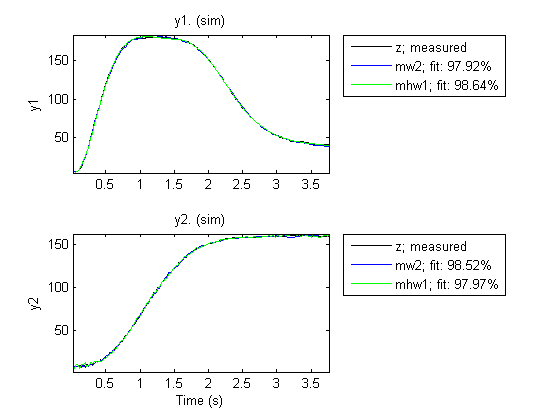 y1. (sim)
150
100
50
y1
0.5 1 1.5 2 2.5 3 3.5
z; measured
mw2; fit: 97.92%
mhw1; fit: 98.64%
y2. (sim)
150
100
50
y2
0.5 1 1.5 2 2.5 3 3.5
Time (s)
z; measured
mw2; fit: 98.52%
mhw1; fit: 97.97%